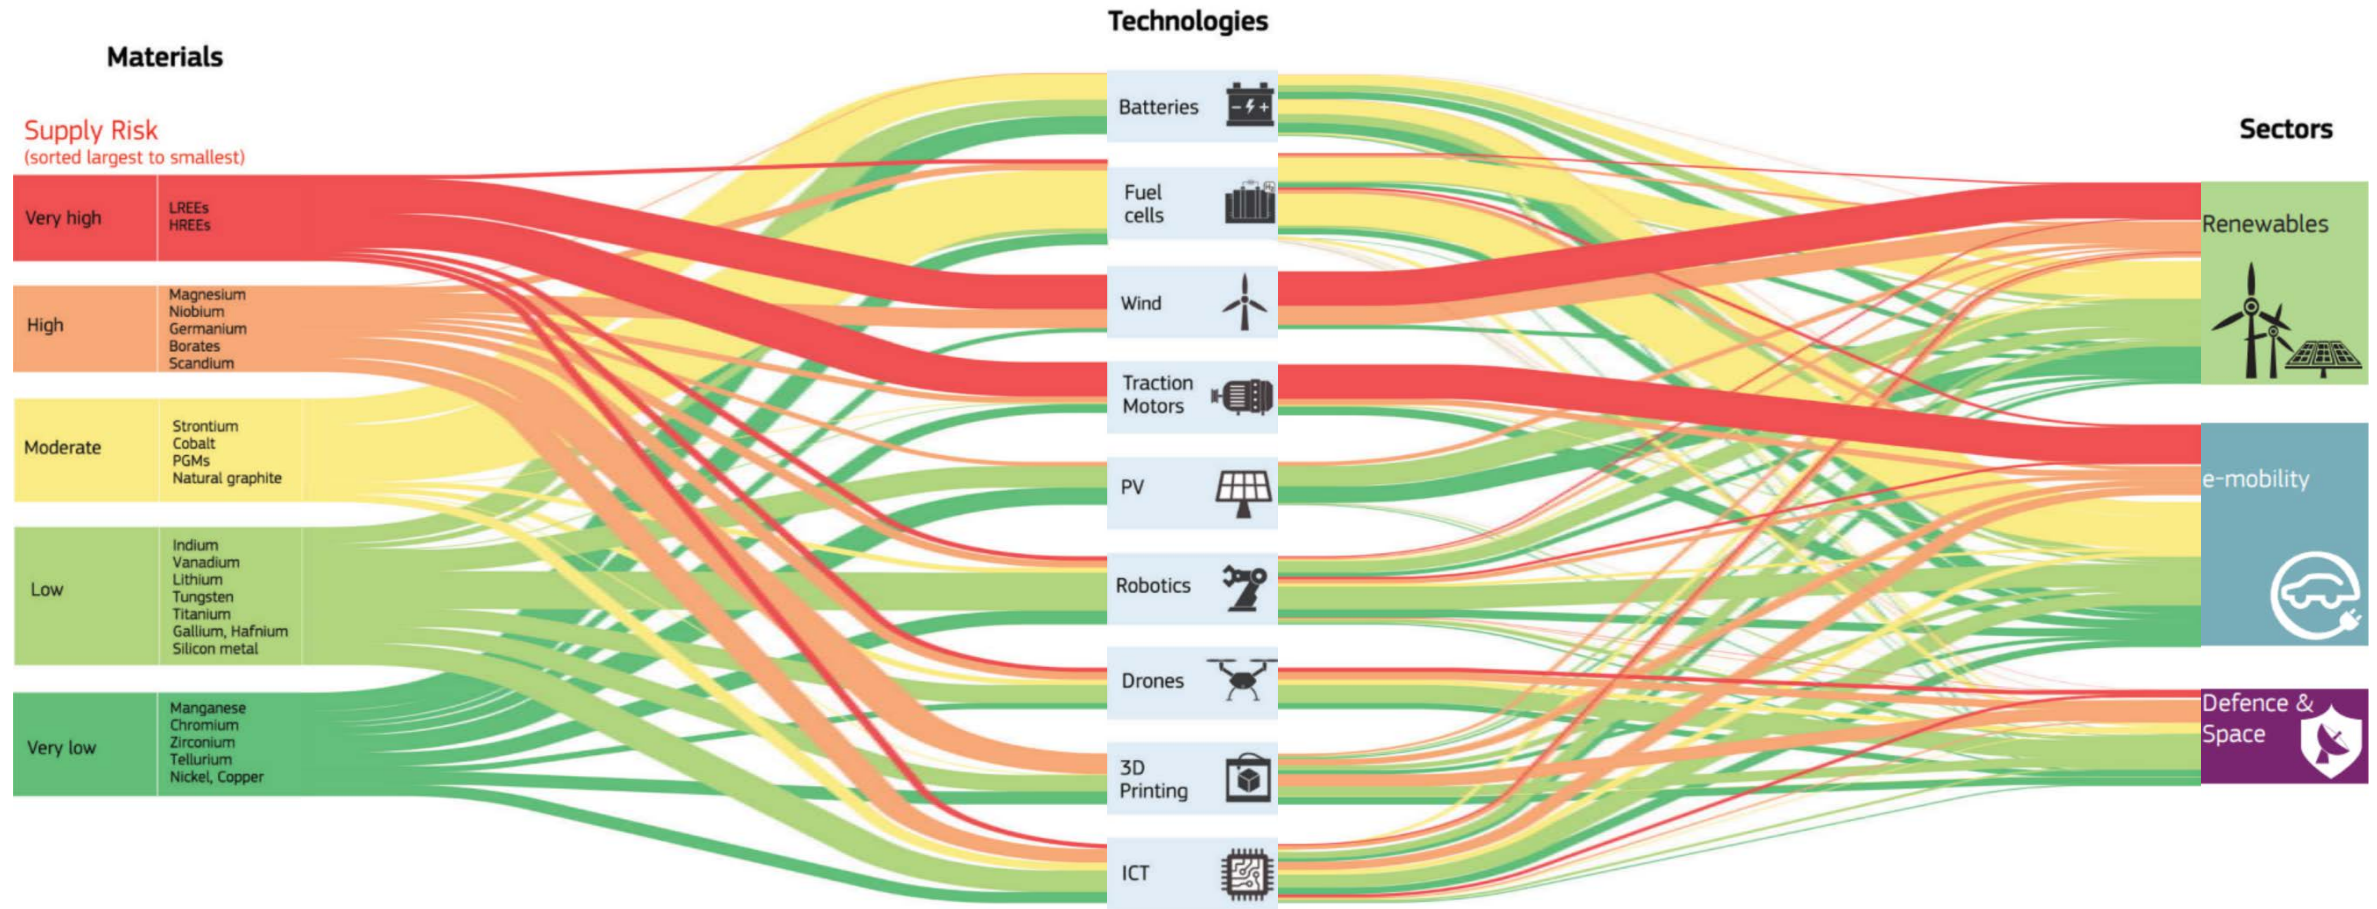 Materials
Supply Risk
(sorted largest to smallest)
Very high
LREEs
HREEs
High
Magnesium
Niobium
Germanium
Borates
Scandium
Moderate
Strontium
Cobalt
PGMs
Natural graphite
Low
Indium
Vanadium
Lithium
Tungsten
Titanium
Gallium, Hafnium
Silicon metal
Very low
Manganese
Chromium
Zirconium
Tellurium
Nickel, Copper
Technologies
Batteries
Fuel
cells
Wind
Traction
Motors
PV
Robotics
Drones
3D
Printing
ICT
Sectors
Renewables
e-mobility
Defence &
Space